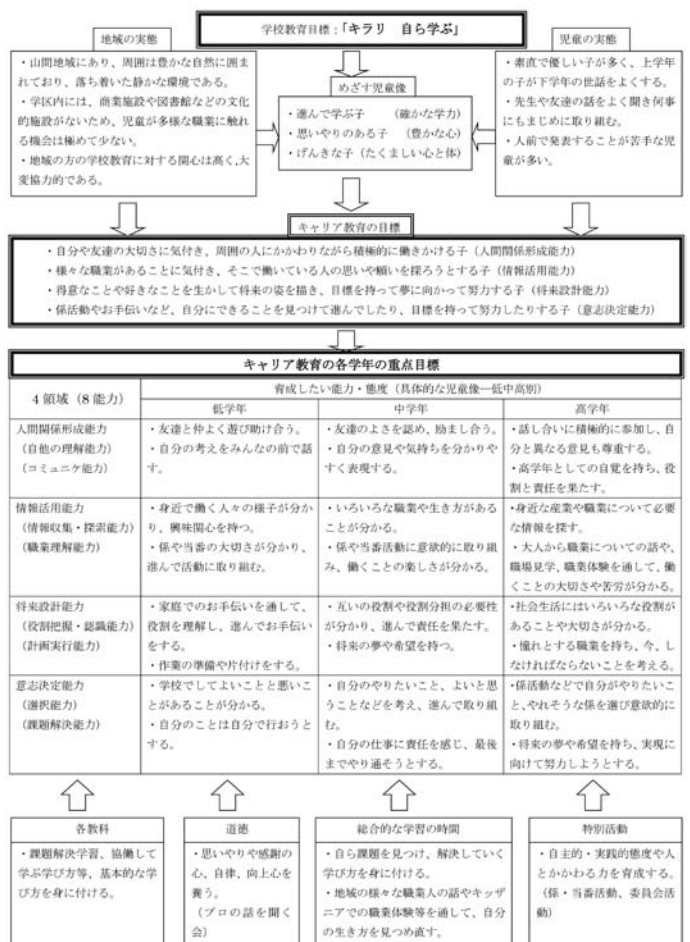 学校教育目標：「キラリ　自ら学ぶ」
地域の実態
・山間地域にあり、周囲は豊かな自然に囲ま
れており、落ち着いた静かな環境である。
・学区内には、商業施設や図書館などの文化
的施設がないため、児童が多様な職業に触れ
る機会は極めて少ない。
・地域の方の学校教育に対する関心は高く、大
変協力的である。
めざす児童像
・進んで学ぶ子　　（確かな学力）
・思いやりのある子　（豊かな心）
・げんきな子（たくましい心と体）
児童の実態
・素直で優しい子が多く、上学年
の子が下学年の世話をよくする。
・先生や友達の話をよく聞き何事
にもまじめに取り組む。
・人前で発表することが苦手な児
童が多い。
キャリア教育の目標
・自分や友達の大切さに気付き、周囲の人にかかわりながら積極的に働きかける子（人間関係形成能力）
・様々な職業があることに気付き、そこで働いている人の思いや願いを探ろうとする子（情報活用能力）
・得意なことや好きなことを生かして将来の姿を描き、目標を持って夢に向かって努力する子（将来設計能力）
・係活動やお手伝いなど、自分にできることを見つけて進んでしたり、目標を持って努力したりする子（意志決定能力）
キャリア教育の各学年の重点目標
4領域（8能力）
育成したい能力・態度（具体的な児童像―低中高別）
低学年
中学年
高学年
人間関係形成能力
（自他の理解能力）
（コミュニケ能力）
・友達と仲よく遊び助け合う。
・自分の考えをみんなの前で話
す。
・友達のよさを認め、励まし合う。
・自分の意見や気持ちを分かりや
すく表現する。
・話し合いに積極的に参加し、自
分と異なる意見も尊重する。
・高学年としての自覚を持ち、役
割と責任を果たす。
情報活用能力
（情報収集・探索能力）
（職業理解能力）
・身近で働く人々の様子が分か
り、興味関心を持つ。
・係や当番の大切さが分かり、
進んで活動に取り組む。
・いろいろな職業や生き方がある
ことが分かる。
・係や当番活動に意欲的に取り組
み、働くことの楽しさが分かる。
・身近な産業や職業について必要
な情報を探す。
・大人から職業についての話や、
職場見学、職業体験を通して、働
くことの大切さや苦労が分かる。
将来設計能力
（役割把握・認識能力）
（計画実行能力）
・家庭でのお手伝いを通して、
役割を理解し、進んでお手伝い
をする。
・作業の準備や片付けをする。
・互いの役割や役割分担の必要性
が分かり、進んで責任を果たす。
・将来の夢や希望を持つ。
・社会生活にはいろいろな役割が
あることや大切さが分かる。
・憧れとする職業を持ち、今、し
なければならないことを考える。
意志決定能力
（選択能力）
（課題解決能力）
・学校でしてよいことと悪いこ
とがあることが分かる。
・自分のことは自分で行おうと
する。
・自分のやりたいこと、よいと思
うことなどを考え、進んで取り組
む。
・自分の仕事に責任を感じ、最後
までやり通そうとする。
・係活動などで自分がやりたいこ
と、やれそうな係を選び意欲的に
取り組む。
・将来の夢や希望を持ち、実現に
向けて努力しようとする。
各教科
・課題解決学習、協働して
学ぶ学び方等、基本的な学
び方を身に付ける。
道徳
・思いやりや感謝の
心、自律、向上心を
養う。
（プロの話を聞く
会）
総合的な学習の時間
・自ら課題を見つけ、解決していく
学び方を身に付ける。
・地域の様々な職業人の話やキッザ
ニアでの職業体験等を通して、自分
の生き方を見つめ直す。
特別活動
・自主的・実践的態度や人
とかかわる力を育成する。
（係・当番活動、委員会活
動）